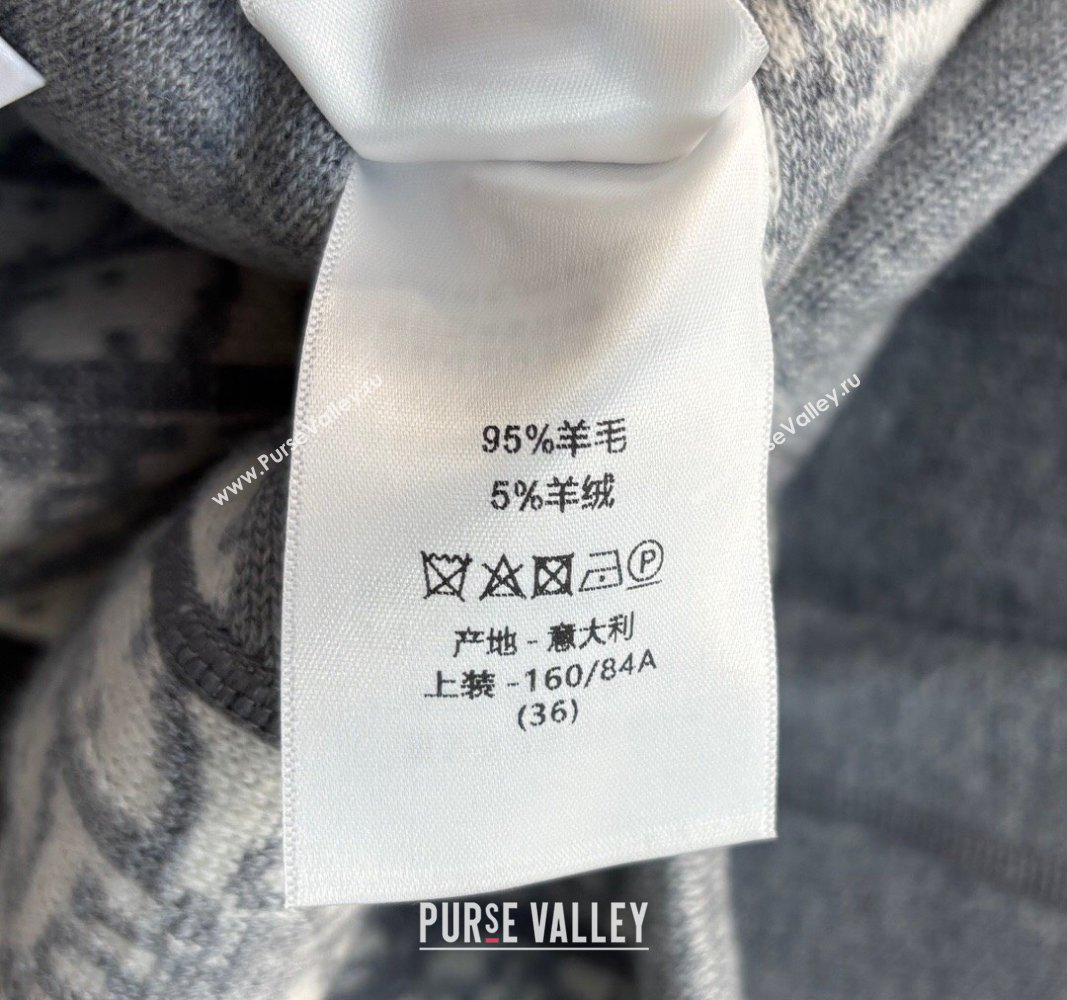 www.PurseValley.ru
PurseValley.ru
95%羊毛
5%羊绒
P
产地 - 意大利
上装 -160/84A
(36)
PURSE VALLEY